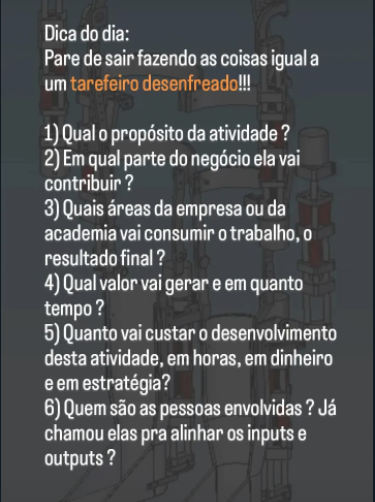 Dica do dia:
Pare de sair fazendo as coisas igual a
um tarefeiro desenfreado!!!
1) Qual o propósito da atividade ?
2) Em qual parte do negócio ela vai
contribuir ?
3) Quais áreas da empresa ou da
academia vai consumir o trabalho, o
resultado final ?
4) Qual valor vai gerar e em quanto
tempo ?
5) Quanto vai custar o desenvolvimento
desta atividade, em horas, em dinheiro
e em estratégia?
6) Quem são as pessoas envolvidas ? Já
chamou elas pra alinhar os inputs e
outputs ?